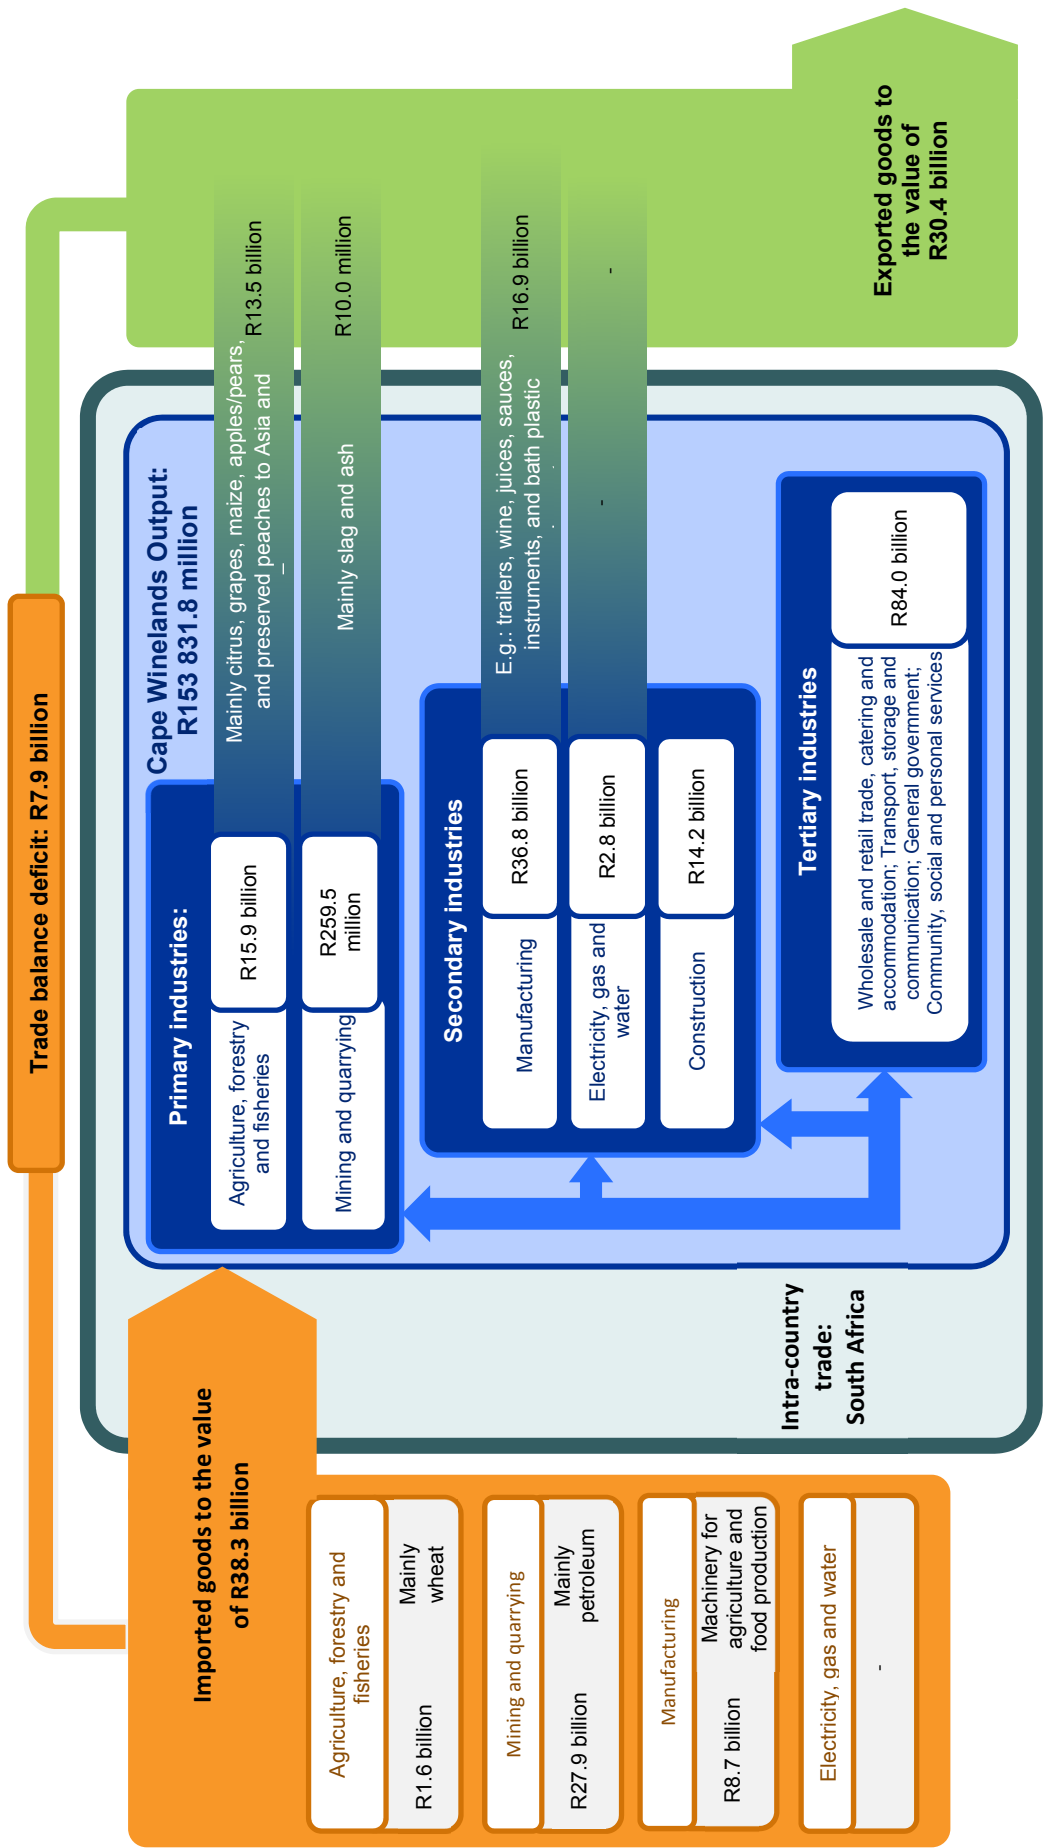 Trade balance deficit: R7.9 billion
Imported goods to the value
of R38.3 billion
Agriculture, forestry and
fisheries
R1.6 billion
Mainly
wheat
Mining and quarrying
R27.9 billion
Mainly
petroleum
Manufacturing
R8.7 billion
Machinery for
agriculture and
food production
Electricity, gas and water
-
Intra-country
trade:
South Africa
Cape Winelands Output:
R153 831.8 million
Primary industries:
Agriculture, forestry
and fisheries
R15.9 billion
Mainly citrus, grapes, maize, apples/pears,
and preserved peaches to Asia and
R13.5 billion
Mining and quarrying
R259.5
million
Mainly slag and ash
R10.0 million
Secondary industries
Manufacturing
R36.8 billion
E.g.: trailers, wine, juices, sauces,
instruments, and bath plastic
R16.9 billion
Electricity, gas and
water
R2.8 billion
-
-
Construction
R14.2 billion
Tertiary industries
Wholesale and retail trade, catering and
accommodation; Transport, storage and
communication; General government;
Community, social and personal services
R84.0 billion
Exported goods to
the value of
R30.4 billion